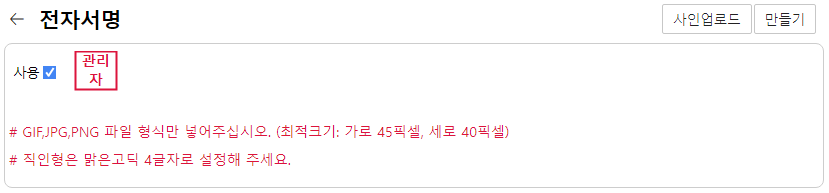 ← 전자서명 사인업로드 만들기
사용 관리
자
# GIF,JPG,PNG 파일 형식만 넣어주십시오. (최적크기: 가로 45픽셀, 세로 40픽셀)
# 직인형은 맑은고딕 4글자로 설정해 주세요.